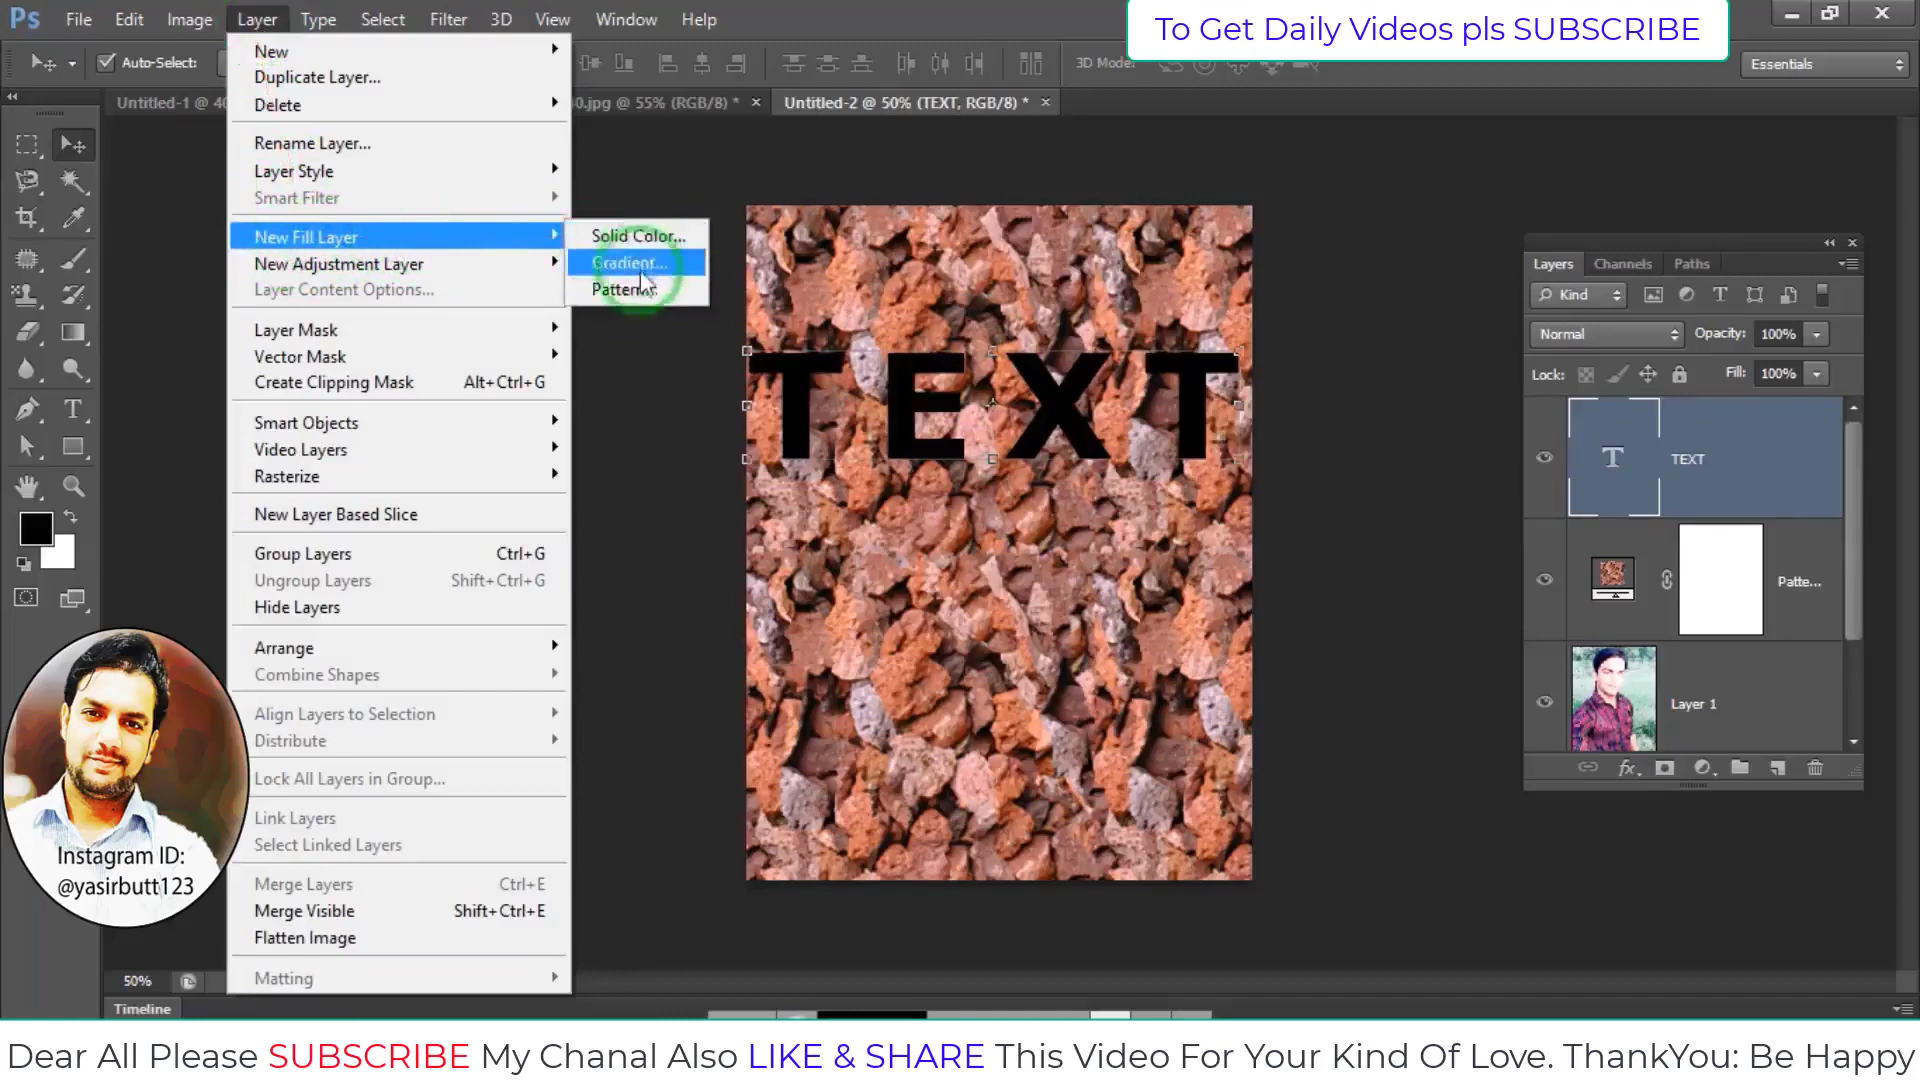 Ps File Edit Image Layer Type Select Filter 3D View Window Help
To Get Daily Videos pls SUBSCRIBE
Auto-Select:
3D Mode:
Essentials
Untitled-1 @ 40
0.jpg @ 55% (RGB/8) *
Untitled-2 @ 50% (TEXT, RGB/8) *
New
Duplicate Layer...
Delete
Rename Layer...
Layer Style
Smart Filter
New Fill Layer
New Adjustment Layer
Layer Content Options...
Layer Mask
Vector Mask
Create Clipping Mask Alt+Ctrl+G
Smart Objects
Video Layers
Rasterize
New Layer Based Slice
Group Layers Ctrl+G
Ungroup Layers Shift+Ctrl+G
Hide Layers
Arrange
Combine Shapes
Align Layers to Selection
Distribute
Lock All Layers in Group...
Link Layers
Select Linked Layers
Merge Layers Ctrl+E
Merge Visible Shift+Ctrl+E
Flatten Image
Matting
Solid Color...
Gradient...
Pattern...
TEXT
Layers Channels Paths
Kind
Normal Opacity: 100%
Lock: Fill: 100%
TEXT
Patte...
Layer 1
fx
Instagram ID:
@yasirbutt123
50%
Timeline
Dear All Please SUBSCRIBE My Chanal Also LIKE & SHARE This Video For Your Kind Of Love. ThankYou: Be Happy